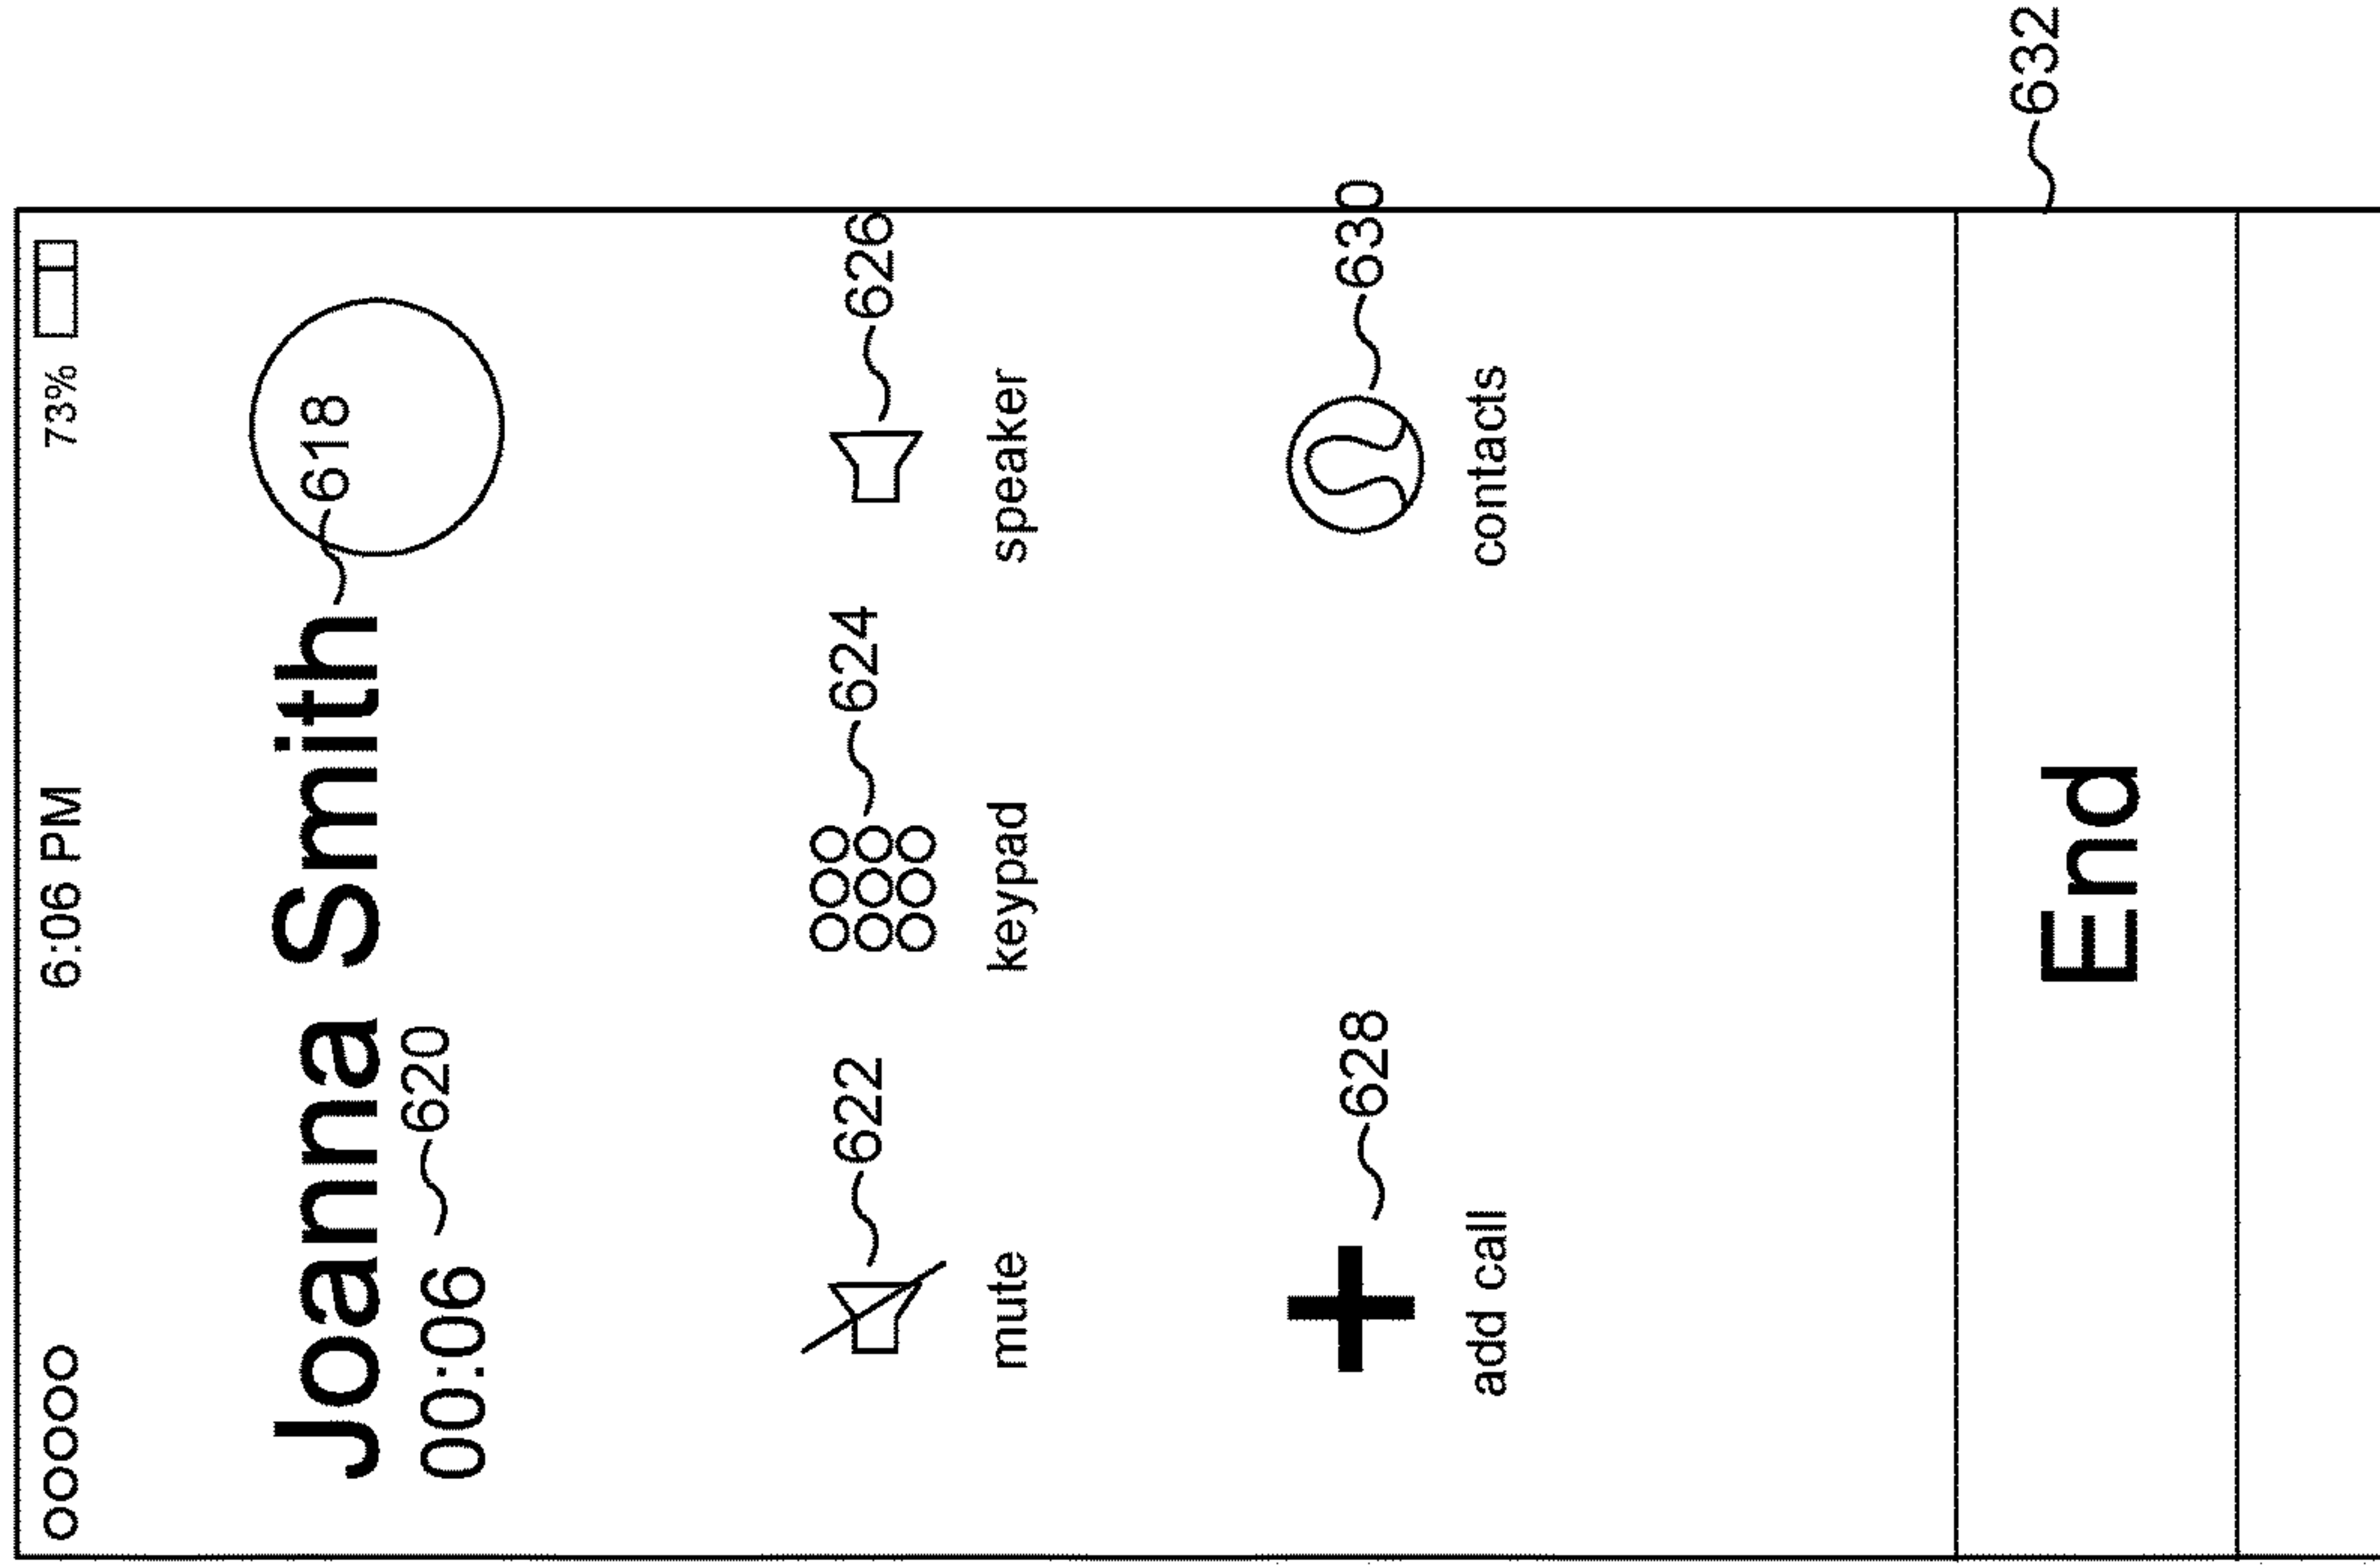 6:06 PM 73%
Joanna Smith 618
00:06 620
622 624 626
mute keypad speaker
628 630
add call contacts
632
End